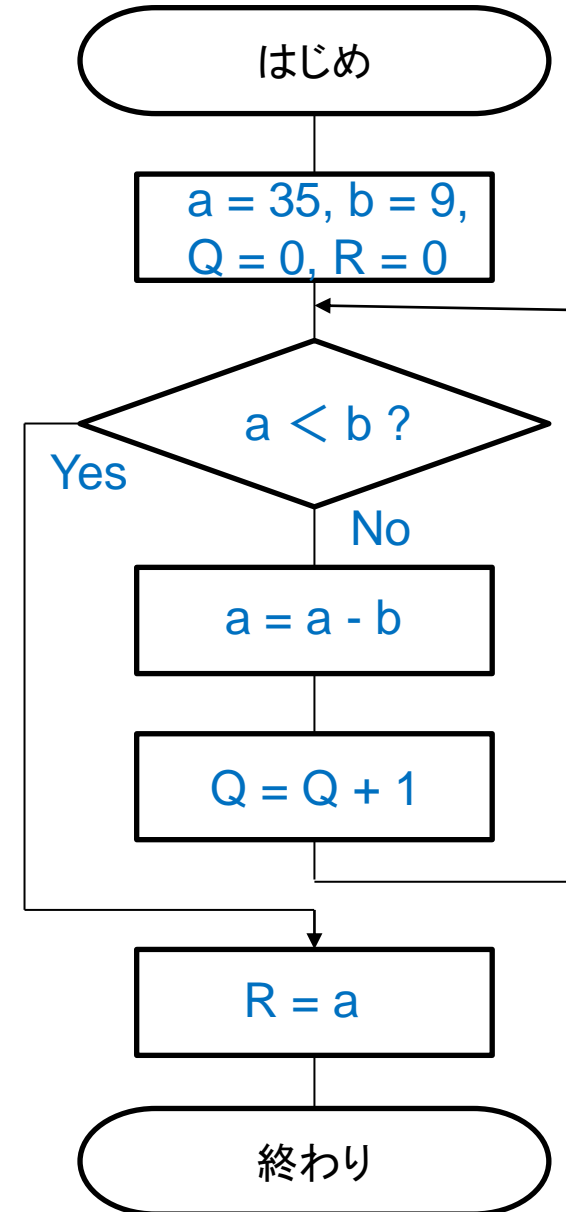 はじめ
a = 35, b = 9,
Q = 0, R = 0
a ＜ b ?
Yes
No
a = a - b
Q = Q + 1
R = a
終わり